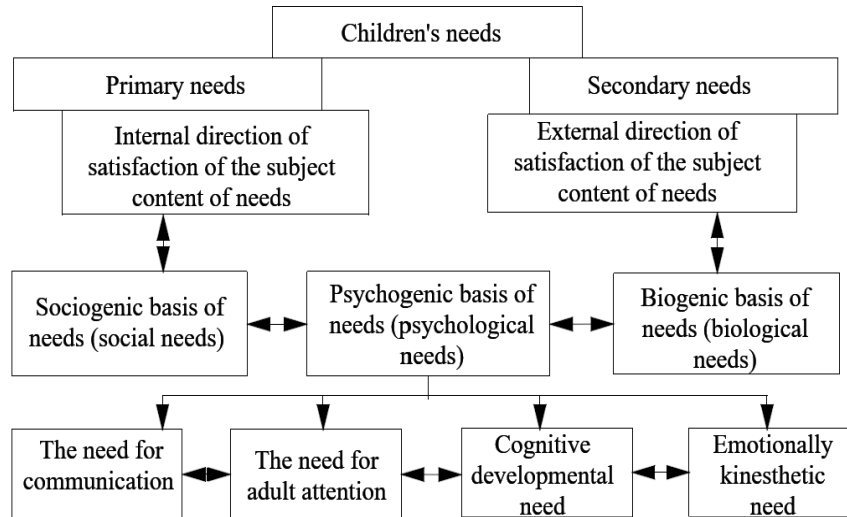 Children's needs
Primary needs
Secondary needs
Internal direction of
satisfaction of the subject
content of needs
External direction of
satisfaction of the subject
content of needs
Sociogenic basis of
needs (social needs)
Psychogenic basis of
needs (psychological
needs)
Biogenic basis of
needs (biological
needs)
The need for
communication
The need for
adult attention
Cognitive
developmental
need
Emotionally
kinesthetic
need